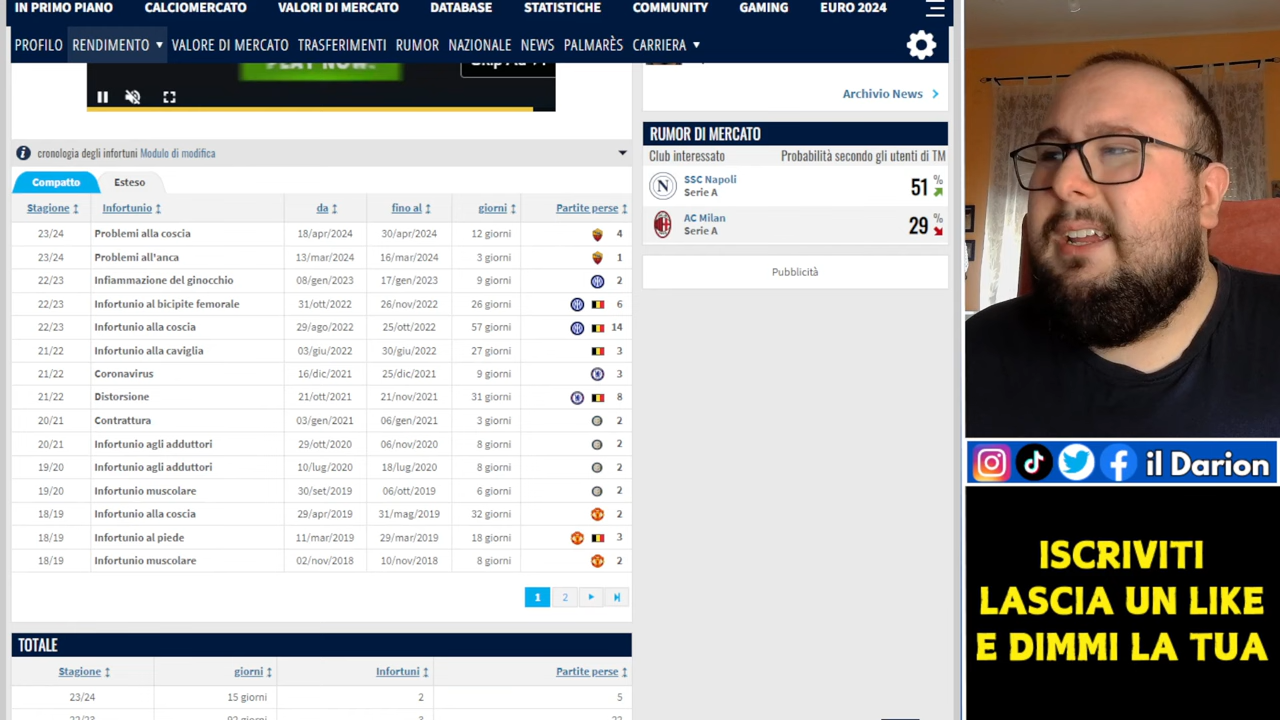 IN PRIMO PIANO CALCIOMERCATO VALORI DI MERCATO DATABASE STATISTICHE COMMUNITY GAMING EURO 2024
PROFILO RENDIMENTO VALORE DI MERCATO TRASFERIMENTI RUMOR NAZIONALE NEWS PALMARÈS CARRIERA
PLAY NOW!
Skip Ad
Archivio News
cronologia degli infortuni Modulo di modifica
Compatto Esteso
Stagione Infortunio da fino al giorni Partite perse
23/24 Problemi alla coscia 18/apr/2024 30/apr/2024 12 giorni 4
23/24 Problemi all'anca 13/mar/2024 16/mar/2024 3 giorni 1
22/23 Infiammazione del ginocchio 08/gen/2023 17/gen/2023 9 giorni 2
22/23 Infortunio al bicipite femorale 31/ott/2022 26/nov/2022 26 giorni 6
22/23 Infortunio alla coscia 29/ago/2022 25/ott/2022 57 giorni 14
21/22 Infortunio alla caviglia 03/giu/2022 30/giu/2022 27 giorni 3
21/22 Coronavirus 16/dic/2021 25/dic/2021 9 giorni 3
21/22 Distorsione 21/ott/2021 21/nov/2021 31 giorni 8
20/21 Contrattura 03/gen/2021 06/gen/2021 3 giorni 2
20/21 Infortunio agli adduttori 29/ott/2020 06/nov/2020 8 giorni 2
19/20 Infortunio agli adduttori 10/lug/2020 18/lug/2020 8 giorni 2
19/20 Infortunio muscolare 30/set/2019 06/ott/2019 6 giorni 2
18/19 Infortunio alla coscia 29/apr/2019 31/mag/2019 32 giorni 2
18/19 Infortunio al piede 11/mar/2019 29/mar/2019 18 giorni 3
18/19 Infortunio muscolare 02/nov/2018 10/nov/2018 8 giorni 2
1 2
TOTALE
Stagione giorni Infortuni Partite perse
23/24 15 giorni 2 5
22/23 92 giorni 3 22
RUMOR DI MERCATO
Club interessato Probabilità secondo gli utenti di TM
SSC Napoli
Serie A
51 %
AC Milan
Serie A
29 %
Pubblicità
il Darion
ISCRIVITI
LASCIA UN LIKE
E DIMMI LA TUA